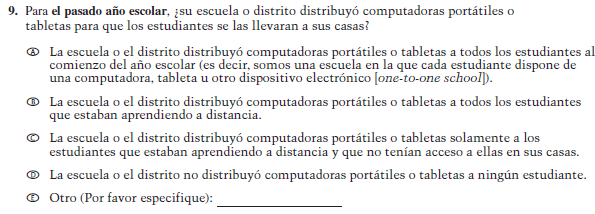 9. Para el pasado año escolar, ¿su escuela o distrito distribuyó computadoras portátiles o
tabletas para que los estudiantes se las llevaran a sus casas?
Ⓐ La escuela o el distrito distribuyó computadoras portátiles o tabletas a todos los estudiantes al
comienzo del año escolar (es decir, somos una escuela en la que cada estudiante dispone de
una computadora, tableta u otro dispositivo electrónico [one-to-one school]).
Ⓑ La escuela o el distrito distribuyó computadoras portátiles o tabletas a todos los estudiantes
que estaban aprendiendo a distancia.
Ⓒ La escuela o el distrito distribuyó computadoras portátiles o tabletas solamente a los
estudiantes que estaban aprendiendo a distancia y que no tenían acceso a ellas en sus casas.
Ⓓ La escuela o el distrito no distribuyó computadoras portátiles o tabletas a ningún estudiante.
Ⓔ Otro (Por favor especifique):